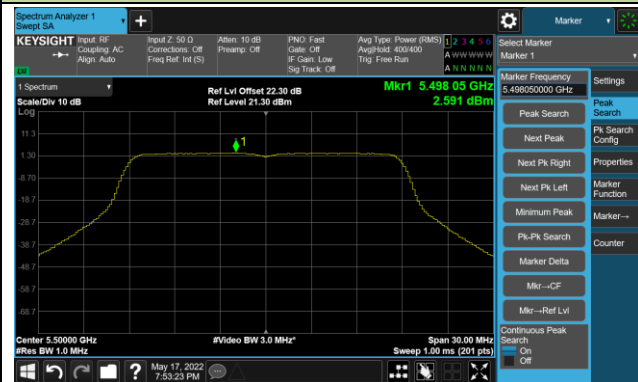 Spectrum Analyzer 1
Swept SA
Marker
KEYSIGHT
Input: RF
Coupling: AC
Align: Auto
Input Z: 50 Ω
Corrections: Off
Freq Ref: Int (S)
Atten: 10 dB
Preamp: Off
PNO: Fast
Gate: Off
IF Gain: Low
Sig Track: Off
Avg Type: Power (RMS)
Avg|Hold: 400/400
Trig: Free Run
1 2 3 4 5 6
A W W W W W
A N N N N N
LXI
Select Marker
Marker 1
1 Spectrum
Scale/Div 10 dB
Log
Ref Lvl Offset 22.30 dB
Ref Level 21.30 dBm
Mkr1 5.498 05 GHz
2.591 dBm
Marker Frequency
5.498050000 GHz
Peak Search
Next Peak
Next Pk Right
Next Pk Left
Minimum Peak
Pk-Pk Search
Marker Delta
Mkr→CF
Mkr→Ref Lvl
Continuous Peak
Search
On
Off
Settings
Peak
Search
Pk Search
Config
Properties
Marker
Function
Marker→
Counter
11.3
1.30
-8.70
-18.7
-28.7
-38.7
-48.7
-58.7
-68.7
1
Center 5.50000 GHz
#Res BW 1.0 MHz
#Video BW 3.0 MHz*
Span 30.00 MHz
Sweep 1.00 ms (201 pts)
?
May 17, 2022
7:53:23 PM